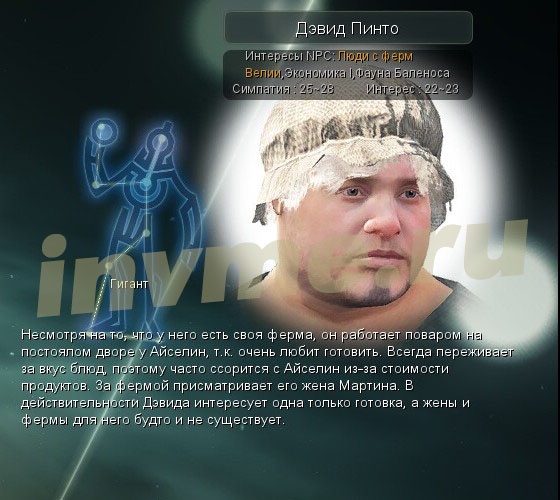 Дэвид Пинто
Интересы NPC: Люди с ферм
Велии,Экономика I,Фауна Баленоса
Симпатия : 25~28 Интерес : 22~23
invmor.ru
Гигант
Несмотря на то, что у него есть своя ферма, он работает поваром на
постоялом дворе у Айселин, т.к. очень любит готовить. Всегда переживает
за вкус блюд, поэтому часто ссорится с Айселин из-за стоимости
продуктов. За фермой присматривает его жена Мартина. В
действительности Дэвида интересует одна только готовка, а жены и
фермы для него будто и не существует.